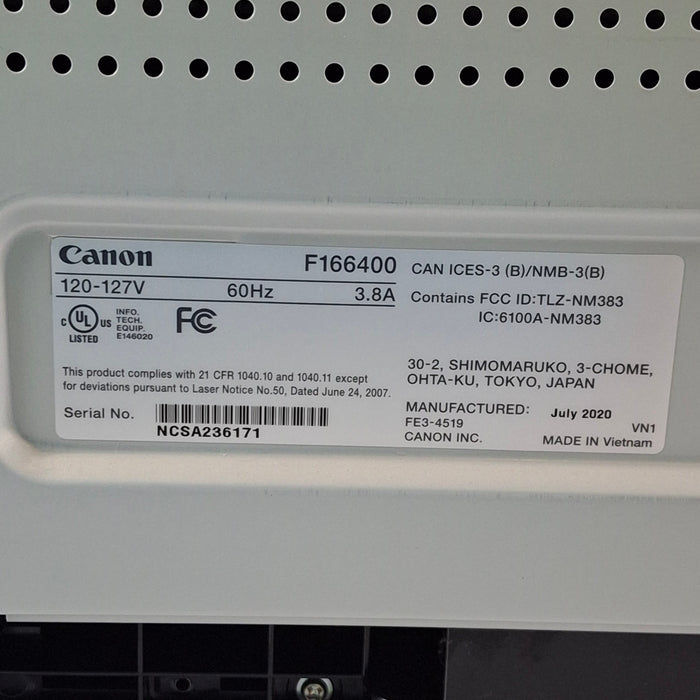 Canon F166400
120-127V 60Hz 3.8A
c UL US LISTED
INFO.
TECH.
EQUIP.
E146020
FC
This product complies with 21 CFR 1040.10 and 1040.11 except
for deviations pursuant to Laser Notice No.50, Dated June 24, 2007.
Serial No.
NCSA236171
CAN ICES-3 (B)/NMB-3(B)
Contains FCC ID:TLZ-NM383
IC:6100A-NM383
30-2, SHIMOMARUKO, 3-CHOME,
OHTA-KU, TOKYO, JAPAN
MANUFACTURED: July 2020
FE3-4519 VN1
CANON INC. MADE IN Vietnam